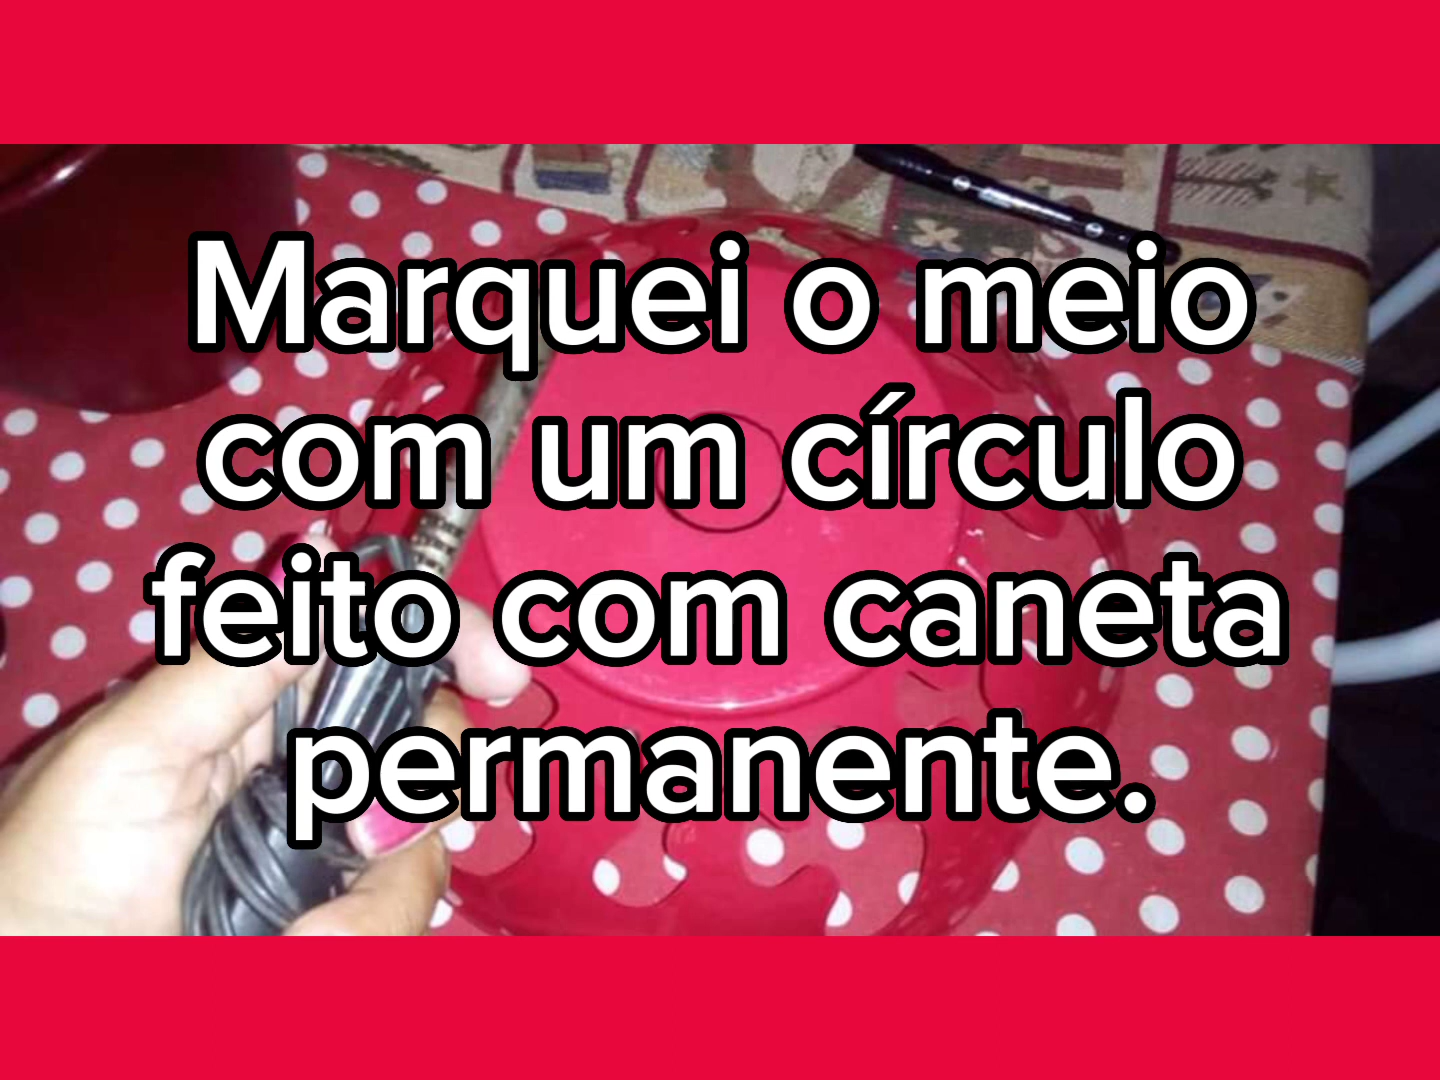 Marquei o meio
com um círculo
feito com caneta
permanente.